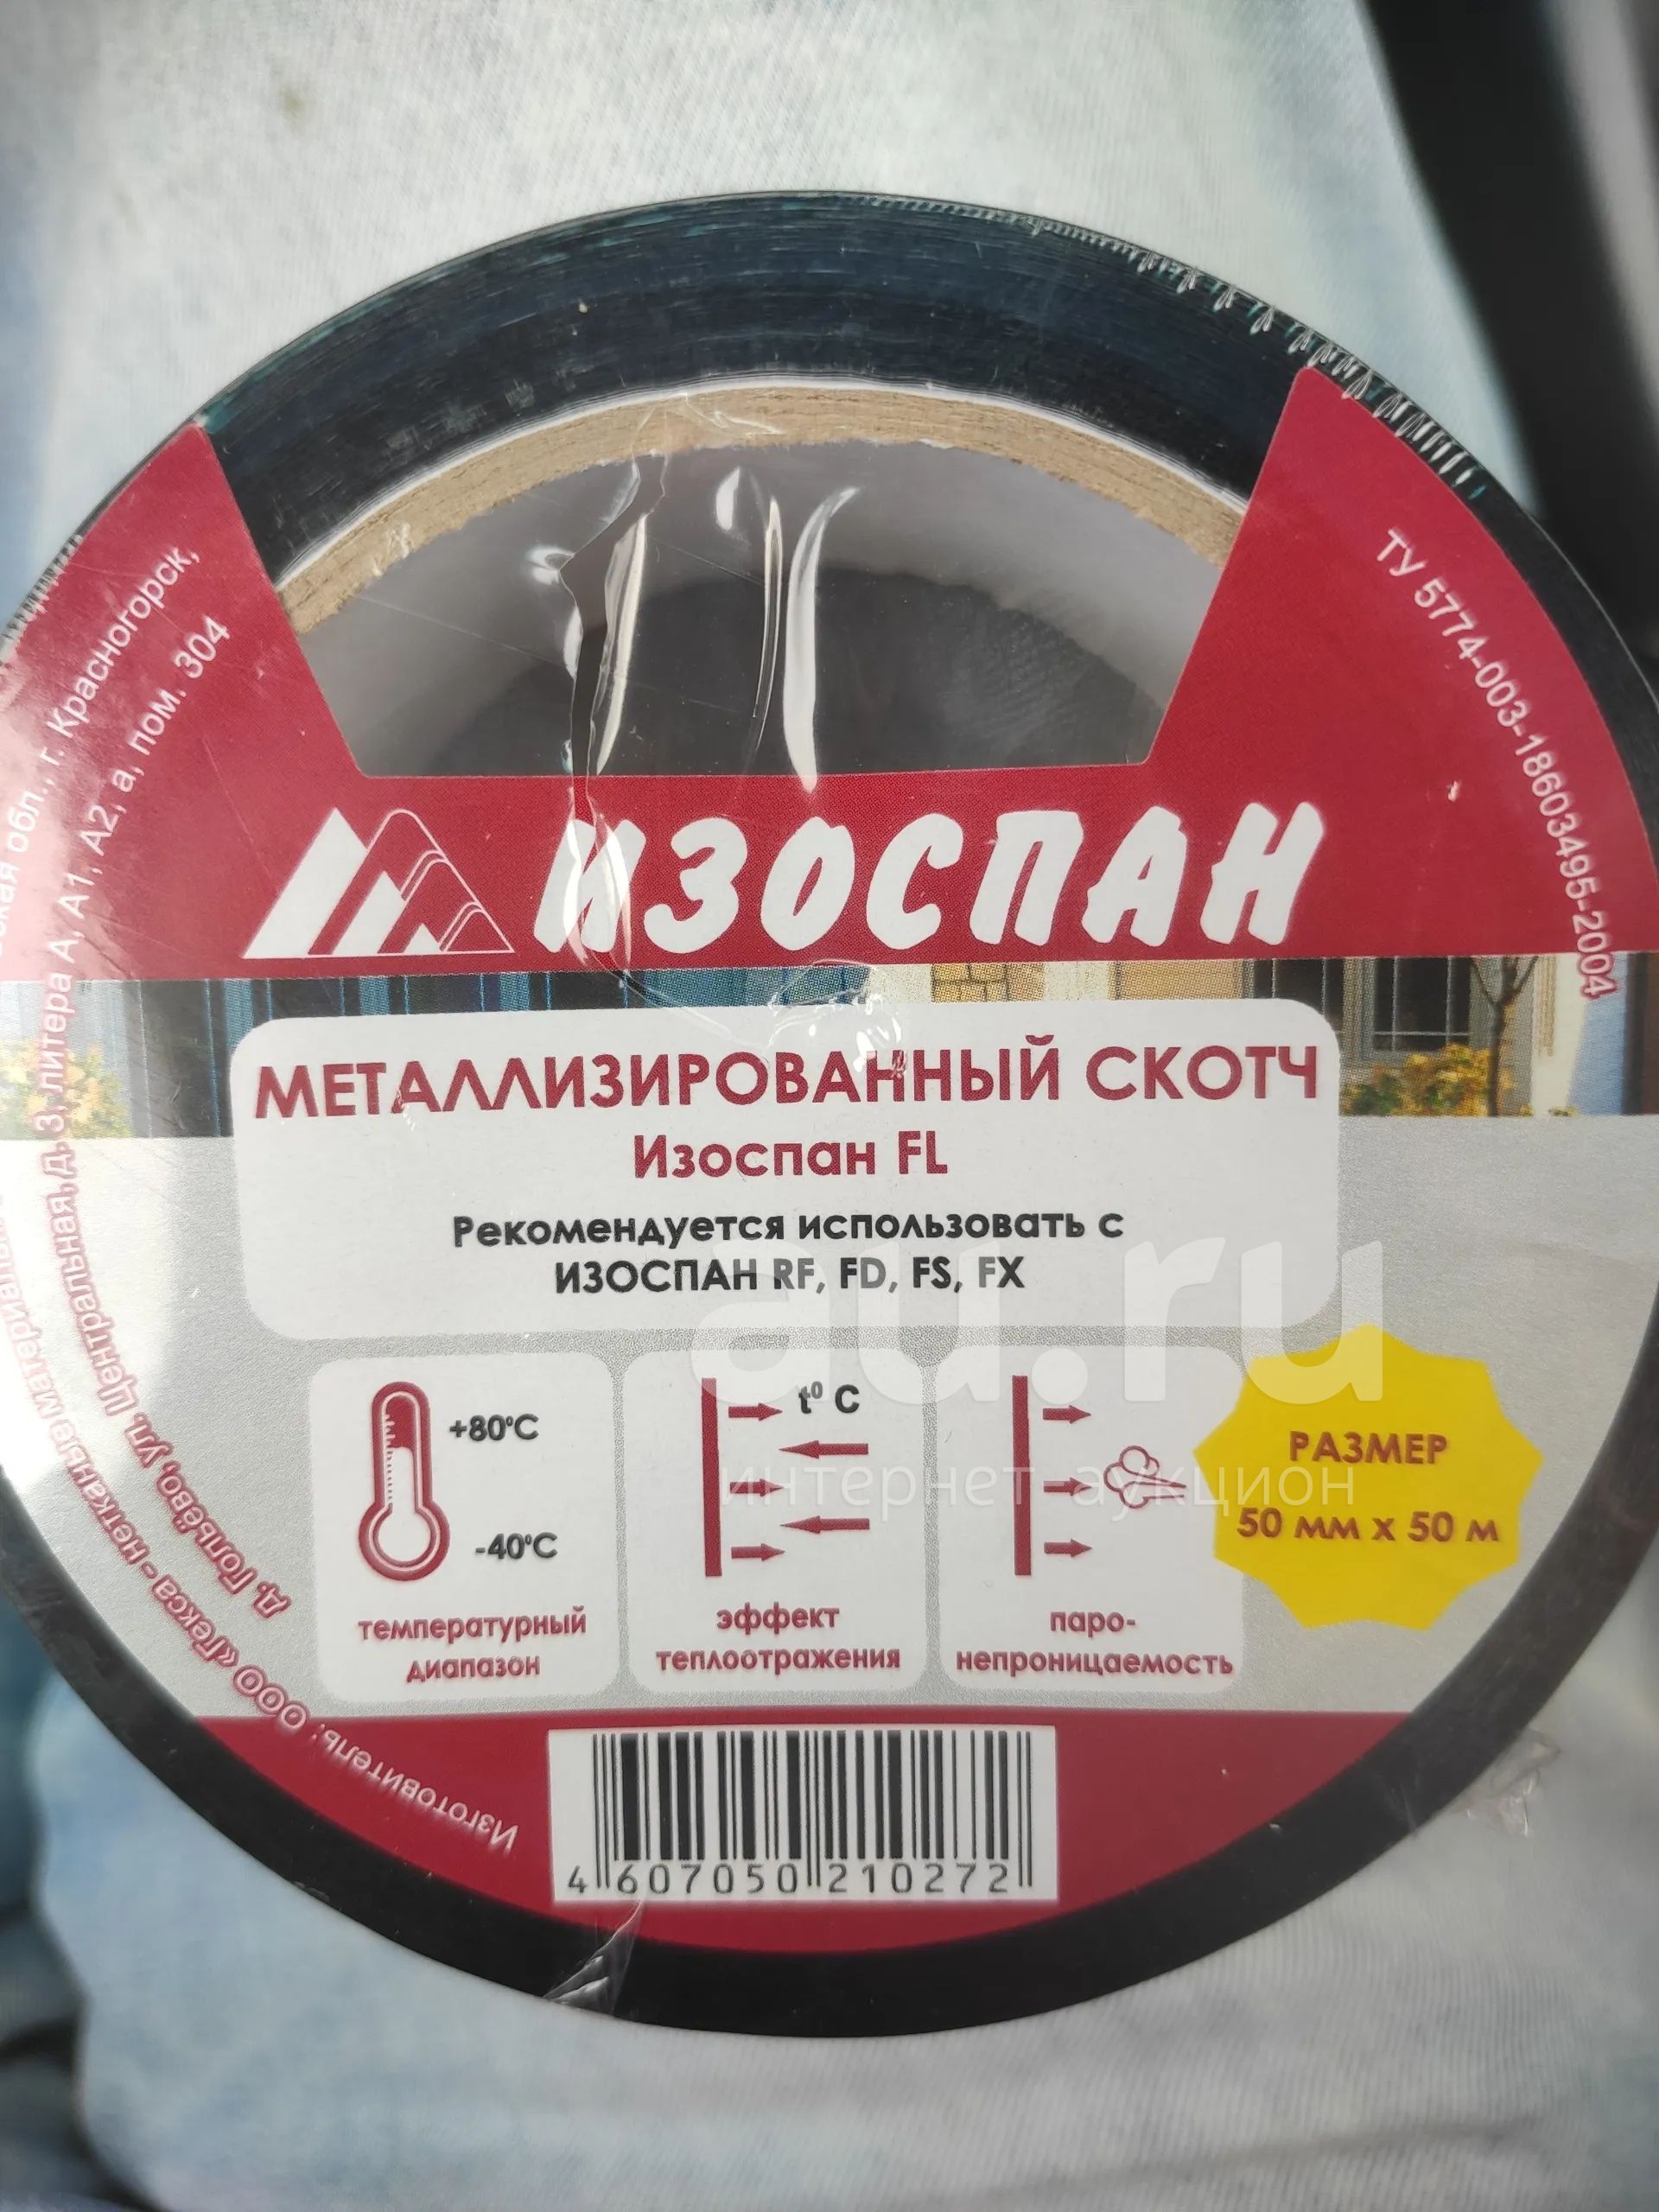 ИЗОСПАН
МЕТАЛЛИЗИРОВАННЫЙ СКОТЧ
Изоспан FL
Рекомендуется использовать с
ИЗОСПАН RF, FD, FS, FX
+80°C
-40°C
температурный
диапазон
t⁰ C
эффект
теплоотражения
паро-
непроницаемость
РАЗМЕР
50 мм x 50 м
4 607050 210272
ТУ 5774-003-18603495-2004
Изготовитель: ООО «Гекса - нетканые
обл., г. Красногорск,
д. Гольёво, ул. Центральная, д. 3, литера А, А1, А2, а, пом. 304
au.ru
интернет аукцион